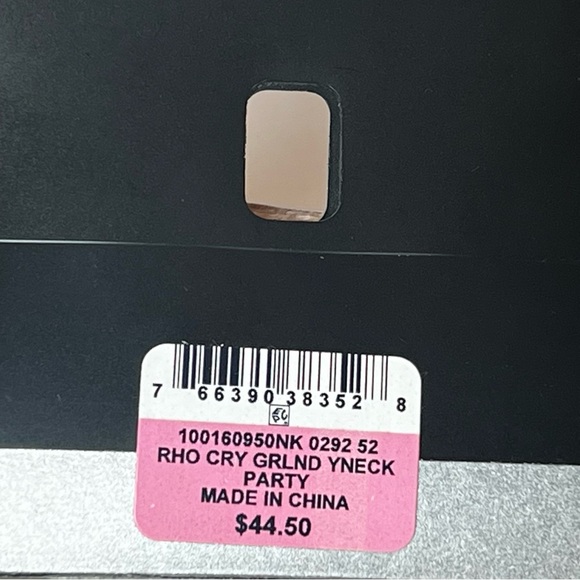 7 66390 38352 8
100160950NK 0292 52
RHO CRY GRLND YNECK
PARTY
MADE IN CHINA
$44.50